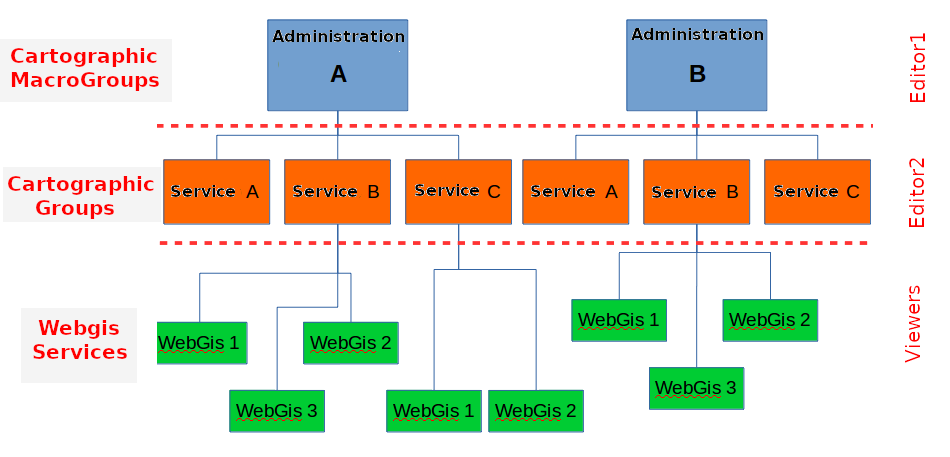 Administration
A
Administration
B
Cartographic
MacroGroups
Editor1
Cartographic
Groups
Service A
Service B
Service C
Service A
Service B
Service C
Editor2
Webgis
Services
WebGis 1
WebGis 2
WebGis 3
WebGis 1
WebGis 2
WebGis 1
WebGis 2
WebGis 3
Viewers